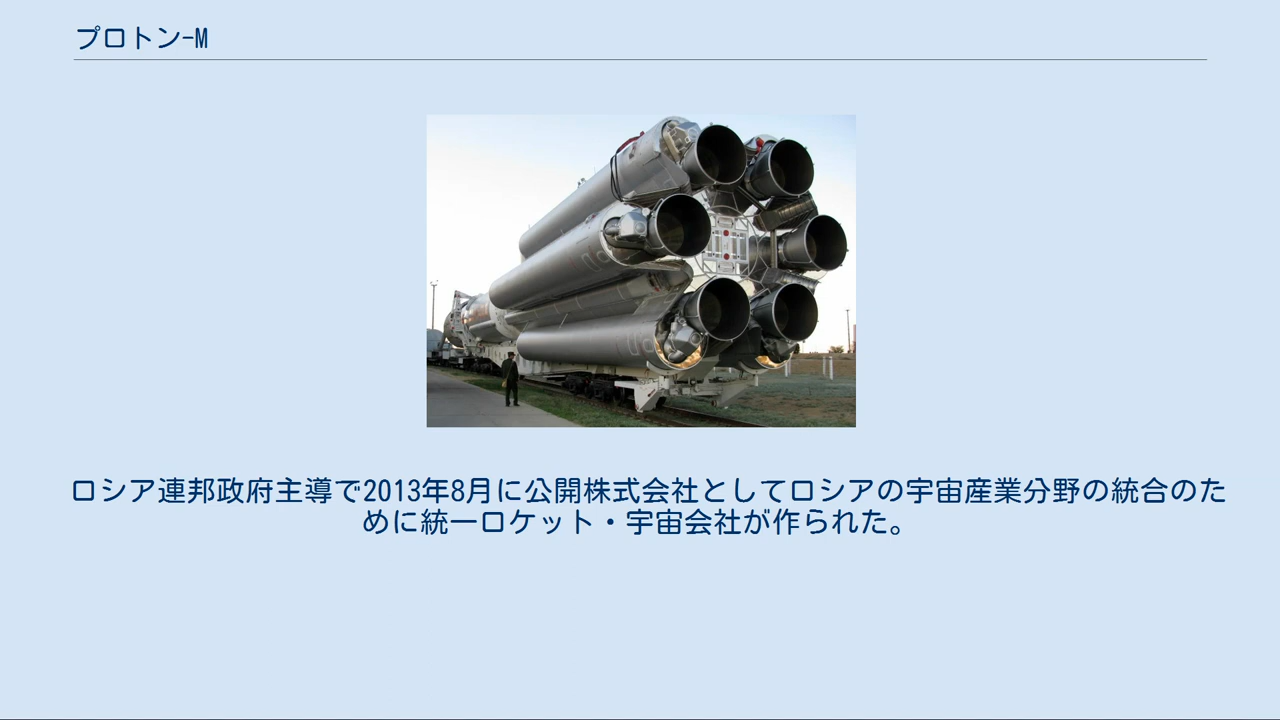 プロトン-M
ロシア連邦政府主導で2013年8月に公開株式会社としてロシアの宇宙産業分野の統合のた
めに統一ロケット・宇宙会社が作られた。